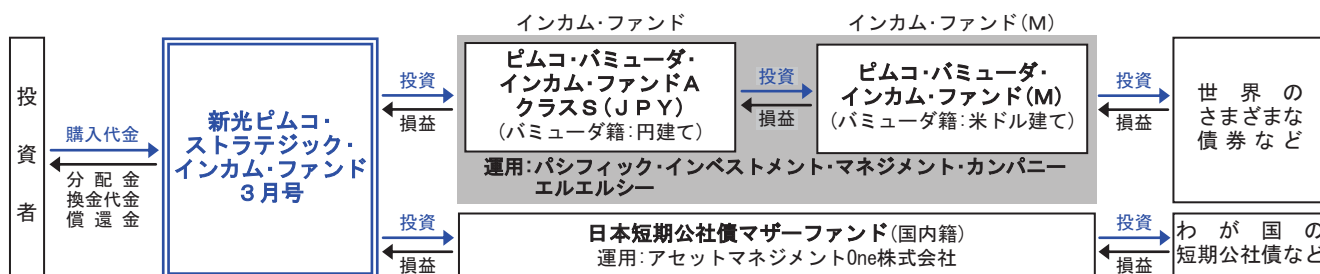 インカム・ファンド
インカム・ファンド(M)
投資者
購入代金
分配金
換金代金
償還金
新光ピムコ・
ストラテジック・
インカム・ファンド
3月号
投資
損益
ピムコ・バミューダ・
インカム・ファンドA
クラスS(JPY)
(バミューダ籍:円建て)
投資
損益
ピムコ・バミューダ・
インカム・ファンド(M)
(バミューダ籍:米ドル建て)
運用:パシフィック・インベストメント・マネジメント・カンパニー
エルエルシー
投資
損益
世界の
さまざまな
債券など
投資
損益
日本短期公社債マザーファンド(国内籍)
運用:アセットマネジメントOne株式会社
投資
損益
わが国の
短期公社債など